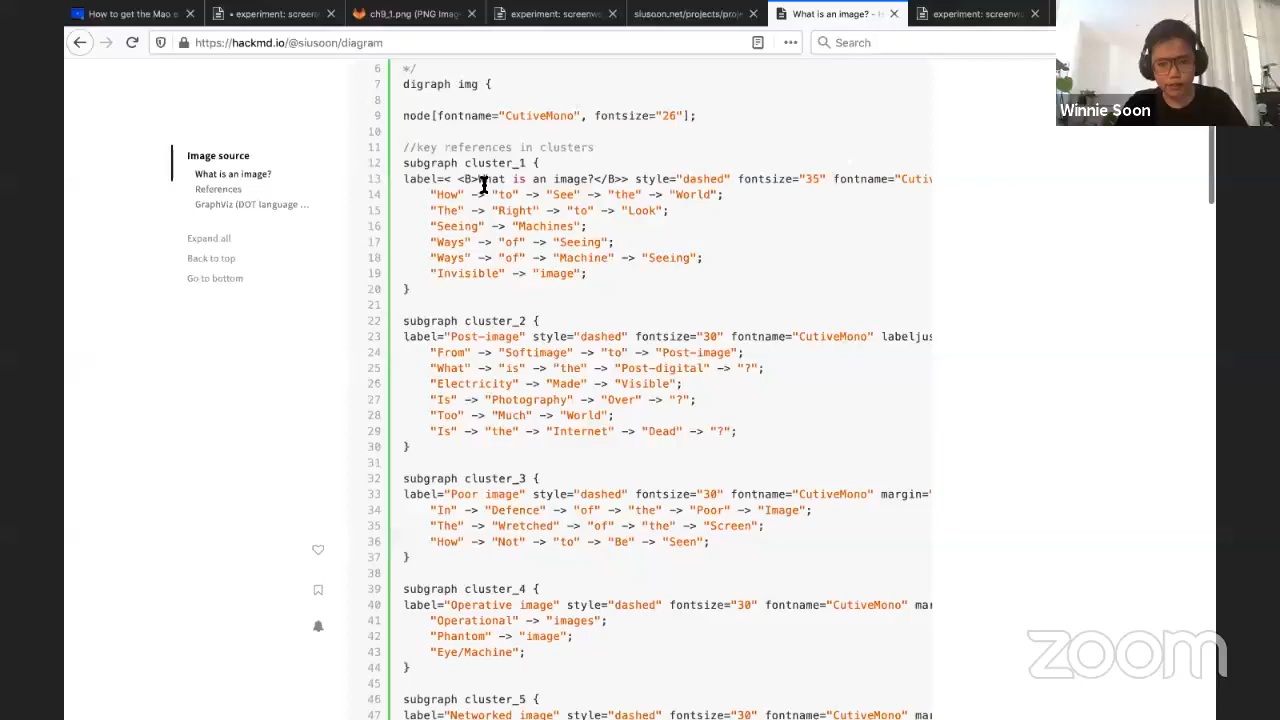 How to get the Mao e
• experiment: screens
ch9_1.png (PNG Image
experiment: screenwo
siusoon.net/projects/proj
What is an image? - H
experiment: screenwo
https://hackmd.io/@siusoon/diagram
Search
Winnie Soon
Image source
What is an image?
References
GraphViz (DOT language ...
Expall all
Back to top
Go to bottom
6 */
7 digraph img {
8
9 node[fontname="CutiveMono", fontsize="26"];
10
11 //key references in clusters
12 subgraph cluster_1 {
13 label=< <B>What is an image?</B>> style="dashed" fontsize="35" fontname="Cutiv
14 "How" -> "to" -> "See" -> "the" -> "World";
15 "The" -> "Right" -> "to" -> "Look";
16 "Seeing" -> "Machines";
17 "Ways" -> "of" -> "Seeing";
18 "Ways" -> "of" -> "Machine" -> "Seeing";
19 "Invisible" -> "image";
20 }
21
22 subgraph cluster_2 {
23 label="Post-image" style="dashed" fontsize="30" fontname="CutiveMono" labeljus
24 "From" -> "Softimage" -> "to" -> "Post-image";
25 "What" -> "is" -> "the" -> "Post-digital" -> "?";
26 "Electricity" -> "Made" -> "Visible";
27 "Is" -> "Photography" -> "Over" -> "?";
28 "Too" -> "Much" -> "World";
29 "Is" -> "the" -> "Internet" -> "Dead" -> "?";
30 }
31
32 subgraph cluster_3 {
33 label="Poor image" style="dashed" fontsize="30" fontname="CutiveMono" margin="
34 "In" -> "Defence" -> "of" -> "the" -> "Poor" -> "Image";
35 "The" -> "Wretched" -> "of" -> "the" -> "Screen";
36 "How" -> "Not" -> "to" -> "Be" -> "Seen";
37 }
38
39 subgraph cluster_4 {
40 label="Operative image" style="dashed" fontsize="30" fontname="CutiveMono" mar
41 "Operational" -> "images";
42 "Phantom" -> "image";
43 "Eye/Machine";
44 }
45
46 subgraph cluster_5 {
47 label="Networked image" style="dashed" fontsize="30" fontname="CutiveMono" mar
zoom